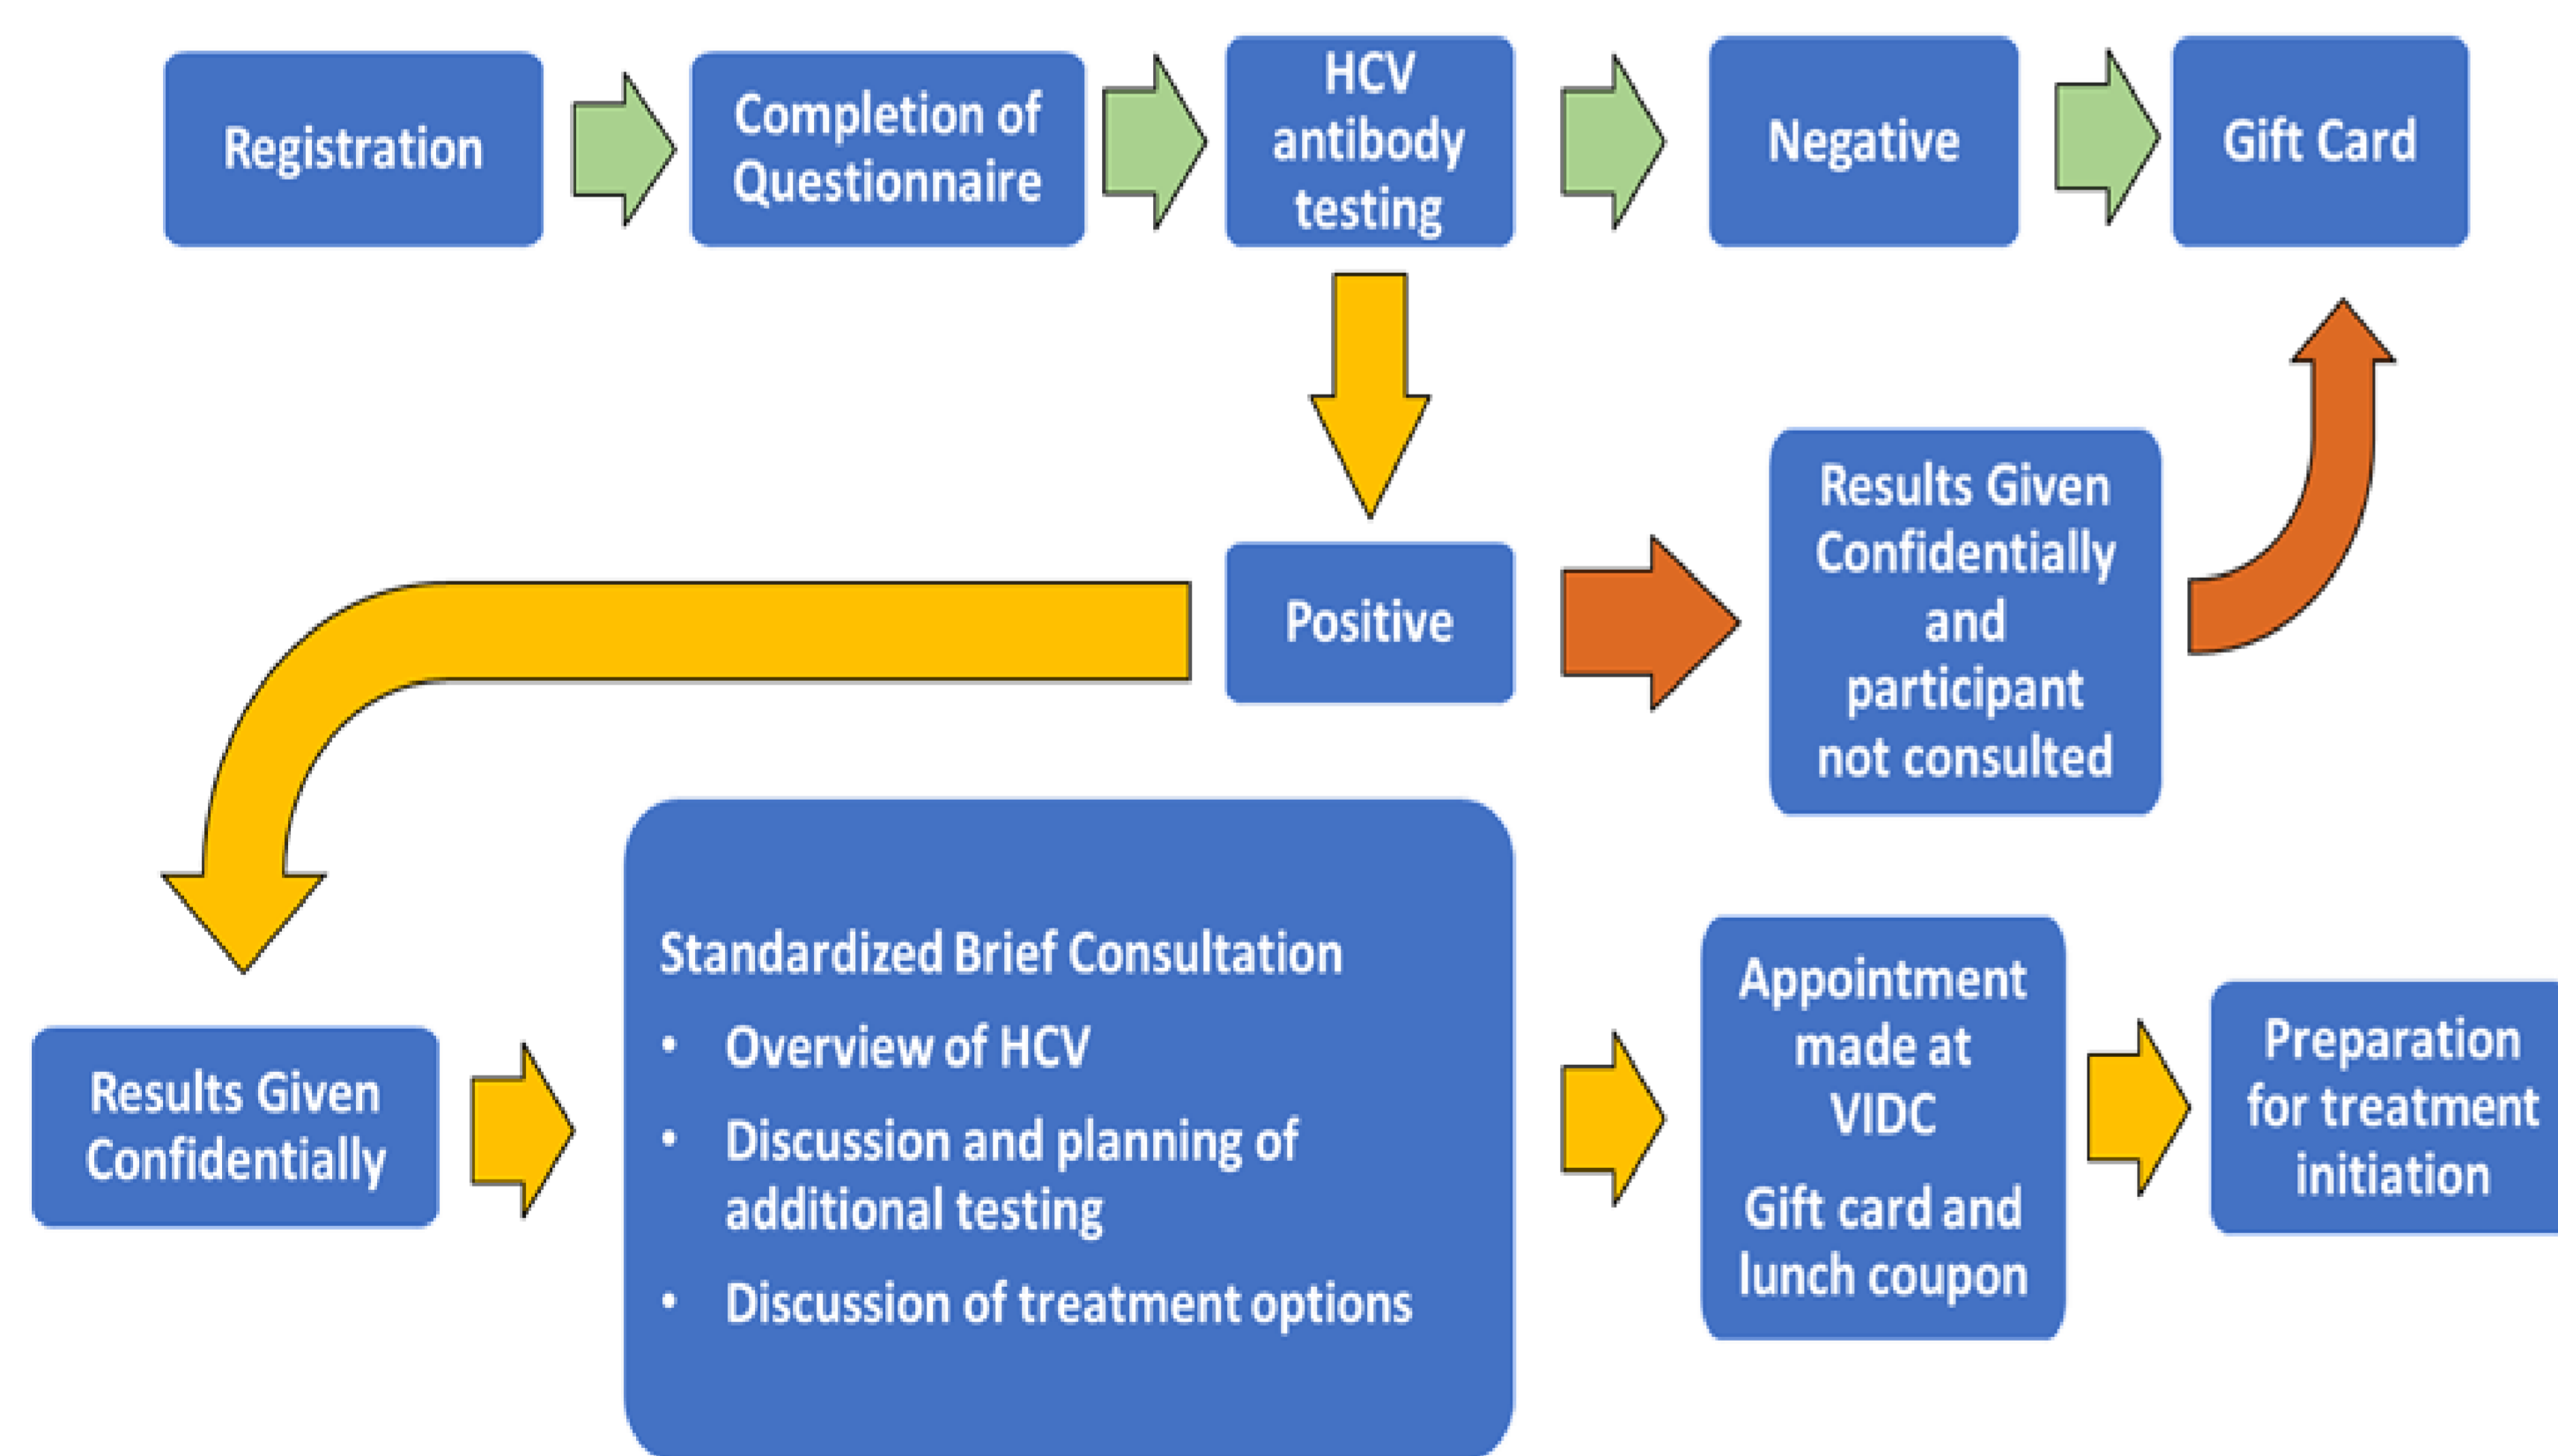 Registration
Completion of
Questionnaire
HCV
antibody
testing
Negative
Gift Card
Positive
Results Given
Confidentially
and
participant
not consulted
Results Given
Confidentially
Standardized Brief Consultation
• Overview of HCV
• Discussion and planning of
additional testing
• Discussion of treatment options
Appointment
made at
VIDC
Gift card and
lunch coupon
Preparation
for treatment
initiation